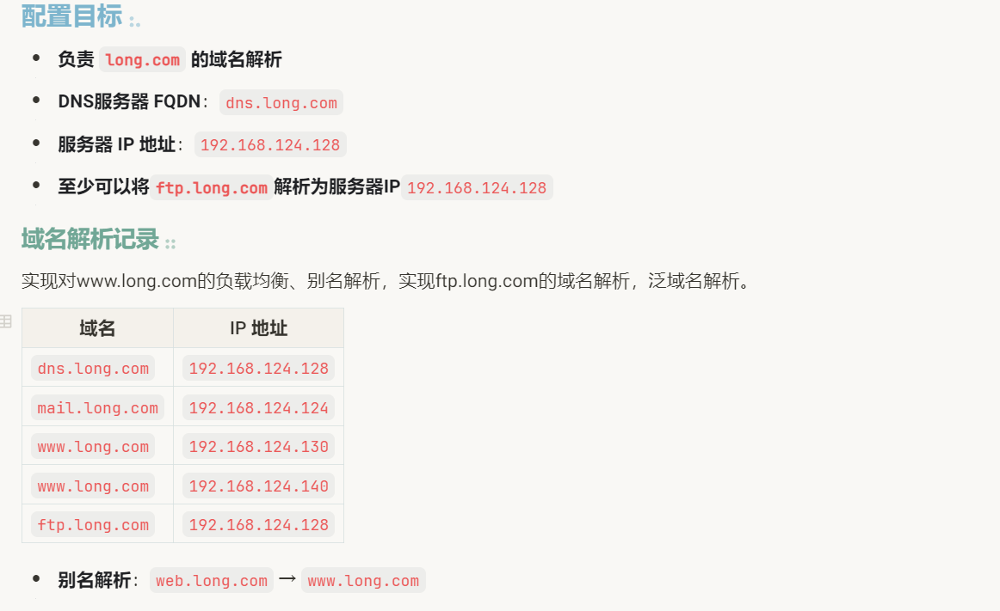 配置目标
负责 long.com 的域名解析
DNS服务器 FQDN： dns.long.com
服务器 IP 地址： 192.168.124.128
至少可以将 ftp.long.com 解析为服务器IP 192.168.124.128
域名解析记录
实现对www.long.com的负载均衡、别名解析，实现ftp.long.com的域名解析，泛域名解析。
域名 IP 地址
dns.long.com 192.168.124.128
mail.long.com 192.168.124.124
www.long.com 192.168.124.130
www.long.com 192.168.124.140
ftp.long.com 192.168.124.128
别名解析： web.long.com → www.long.com